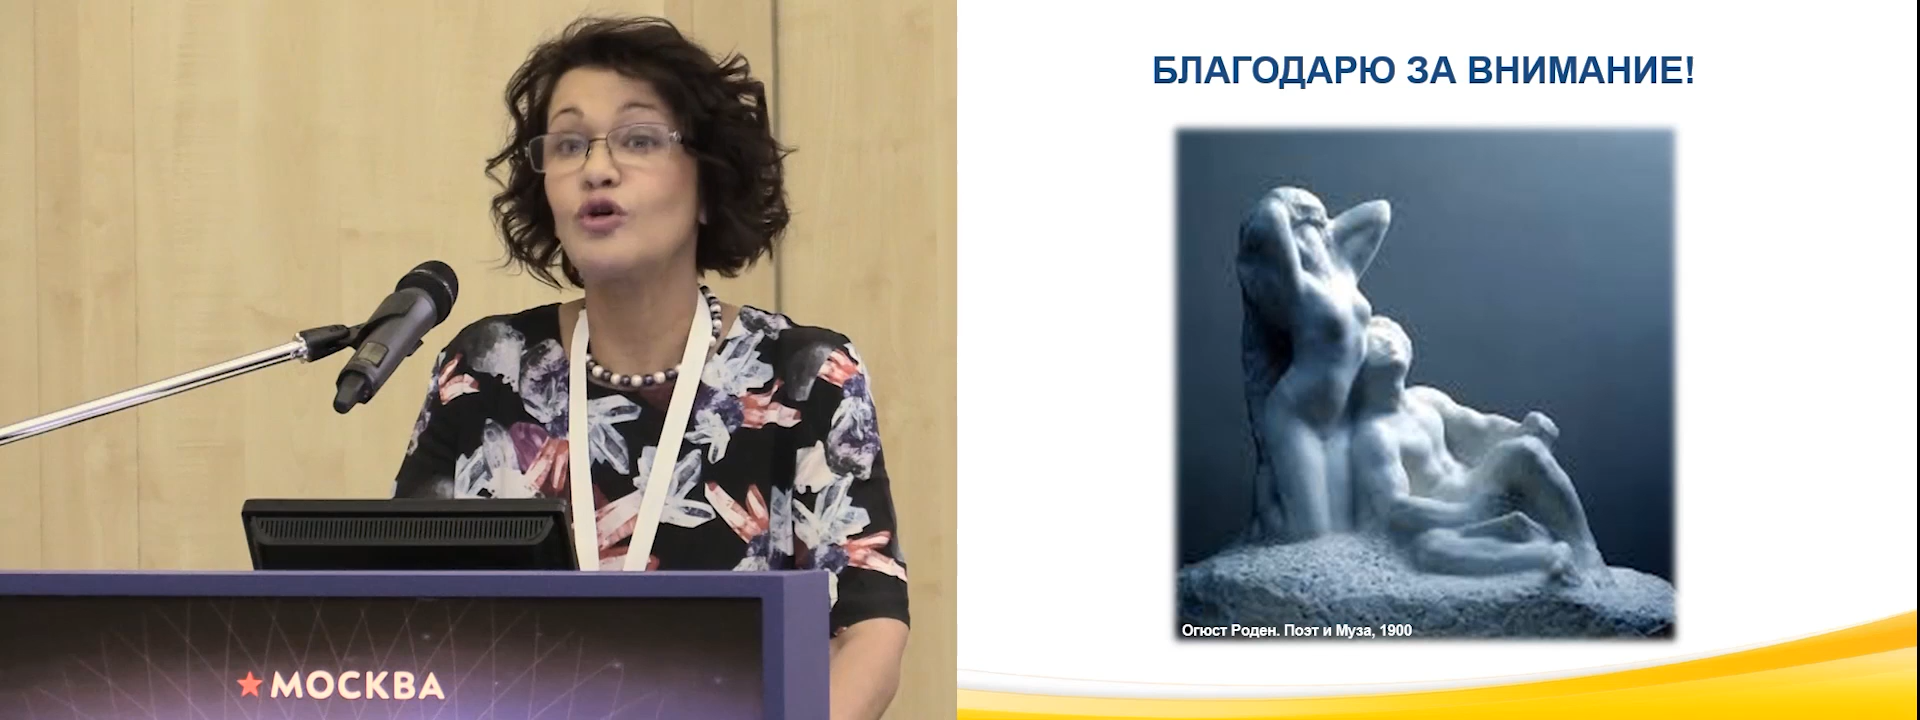 ★МОСКВА
БЛАГОДАРЮ ЗА ВНИМАНИЕ!
Огюст Роден. Поэт и Муза, 1900